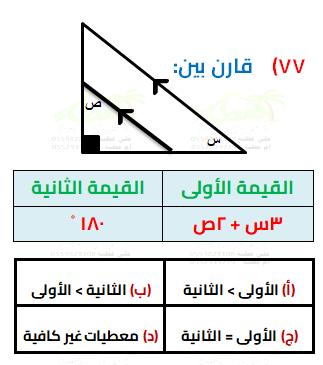 ٧٧) قارن بين:
ص
س
القيمة الأولى القيمة الثانية
٣س + ٢ص ١٨٠ °
(أ) الأولى > الثانية (ب) الثانية > الأولى
(ج) الأولى = الثانية (د) معطيات غير كافية